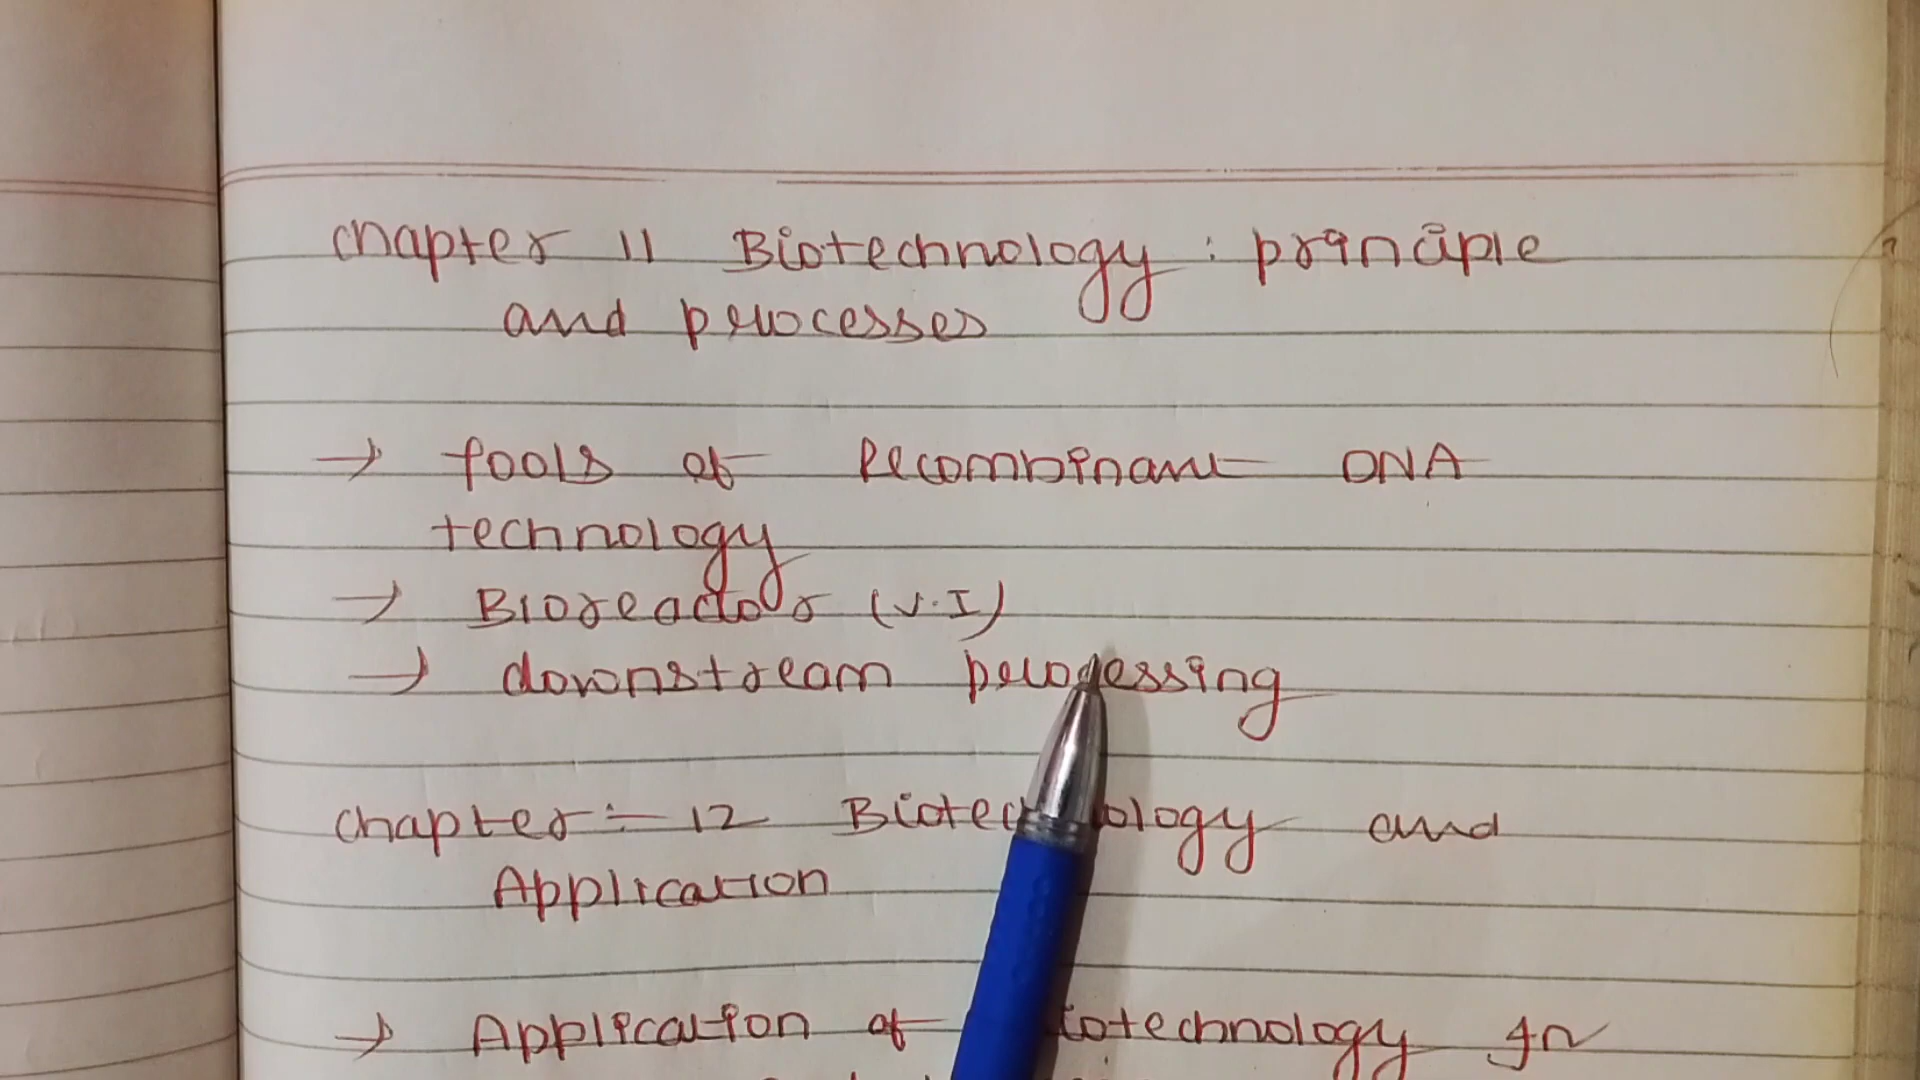 chapter 11 Biotechnology : principle
and processes
→ Tools of Recombinant DNA
technology
→ Bioreactor (V.I)
→ downstream processing
chapter :- 12 Biotechnology and
Application
→ Application of Biotechnology In